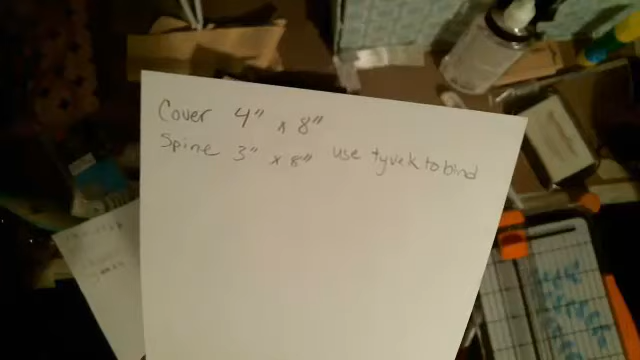 Cover 4" x 8"
Spine 3" x 8" use tyvek to bind